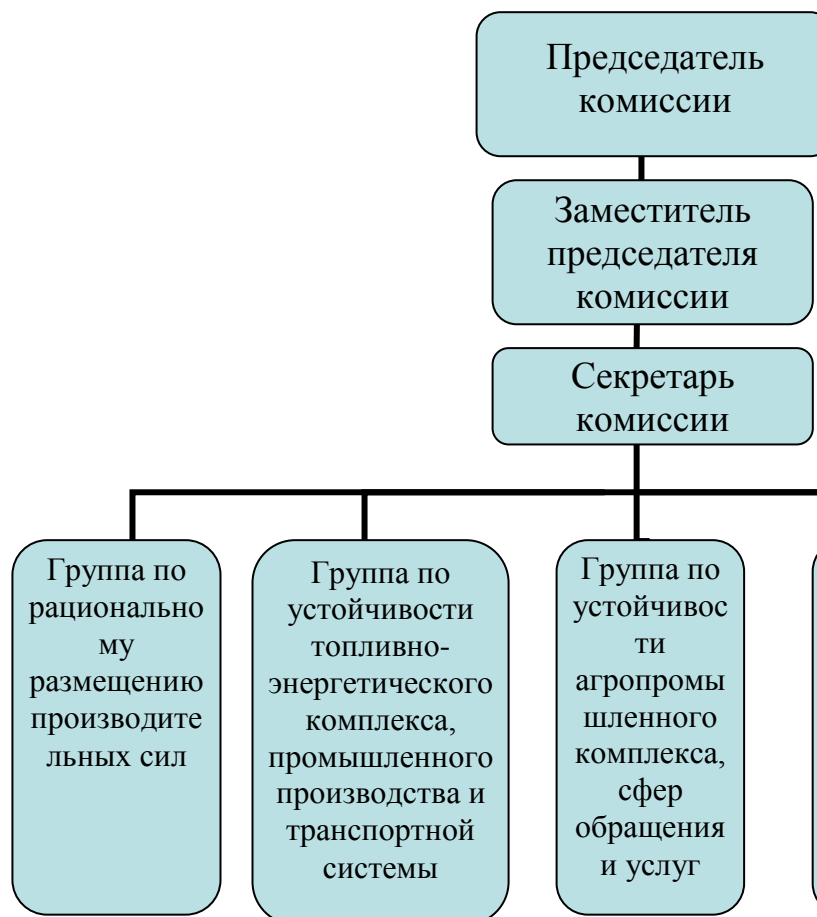 Председатель
комиссии
Заместитель
председателя
комиссии
Секретарь
комиссии
Группа по
рационально
му
размещению
производите
льных сил
Группа по
устойчивости
топливно-
энергетического
комплекса,
промышленного
производства и
транспортной
системы
Группа по
устойчивос
ти
агропромы
шленного
комплекса,
сфер
обращения
и услуг